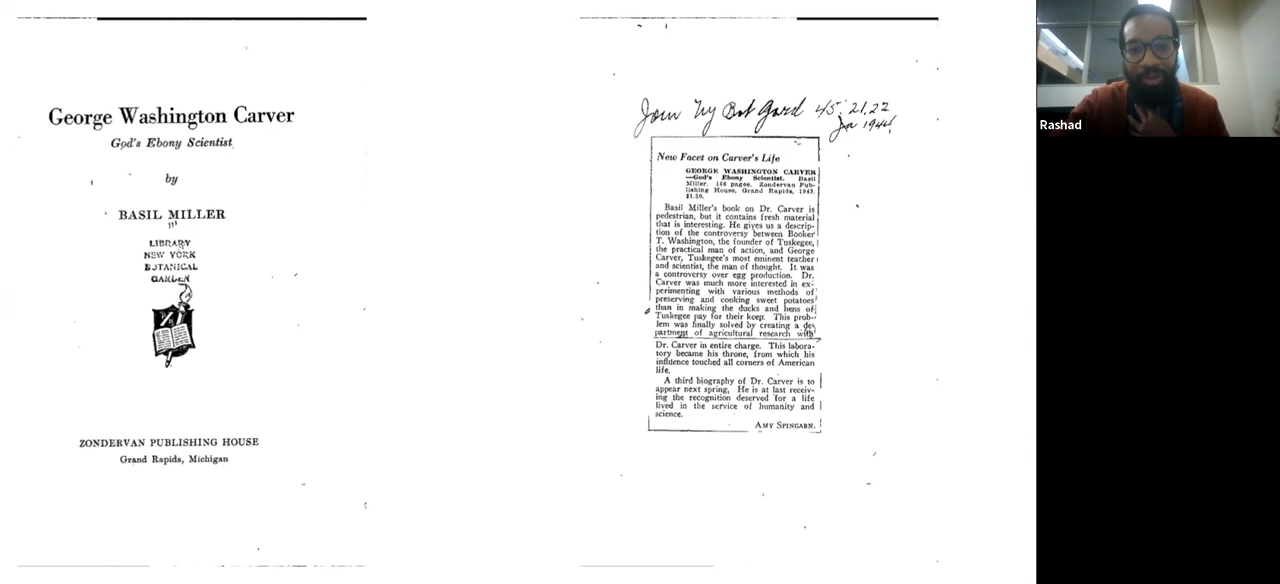 George Washington Carver
God's Ebony Scientist
by
BASIL MILLER
LIBRARY
NEW YORK
BOTANICAL
GARDEN
ZONDERVAN PUBLISHING HOUSE
Grand Rapids, Michigan
Jour Ny Bot Gard 45: 21,22
Ja 1944
New Facet on Carver's Life
GEORGE WASHINGTON CARVER
—God's Ebony Scientist. Basil
Miller. 166 pages. Zondervan Pub-
lishing House, Grand Rapids, 1943.
$1.50.
Basil Miller's book on Dr. Carver is
pedestrian, but it contains fresh material
that is interesting. He gives us a descrip-
tion of the controversy between Booker
T. Washington, the founder of Tuskegee,
the practical man of action, and George
Carver, Tuskegee's most eminent teacher
and scientist, the man of thought. It was
a controversy over egg production. Dr.
Carver was much more interested in ex-
perimenting with various methods of
preserving and cooking sweet potatoes
than in making the ducks and hens of
Tuskegee pay for their keep. This prob-
lem was finally solved by creating a de-
partment of agricultural research with
Dr. Carver in entire charge. This labora-
tory became his throne, from which his
influence touched all corners of American
life.
A third biography of Dr. Carver is to
appear next spring. He is at last receiv-
ing the recognition deserved for a life
lived in the service of humanity and
science.
AMY SPINGARN.
Rashad